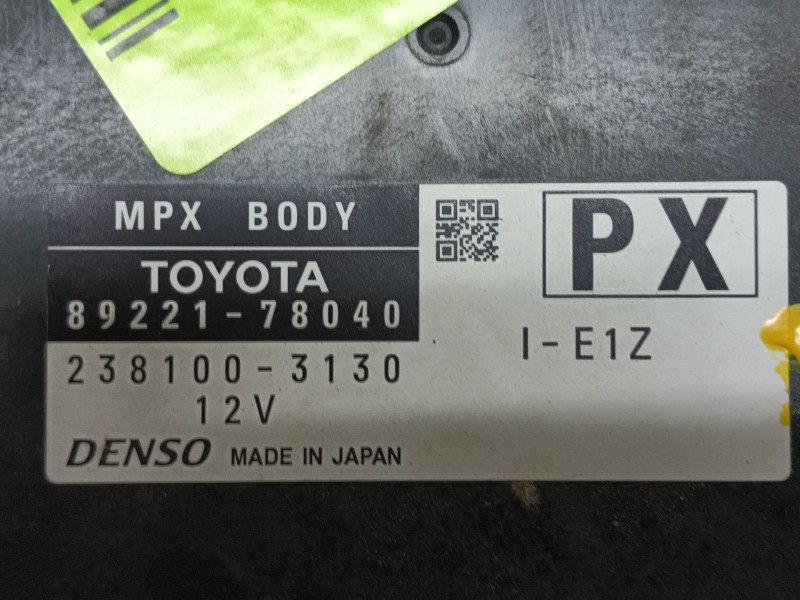 MPX BODY
TOYOTA
89221-78040
238100-3130
12V
DENSO MADE IN JAPAN
PX
I-E1Z